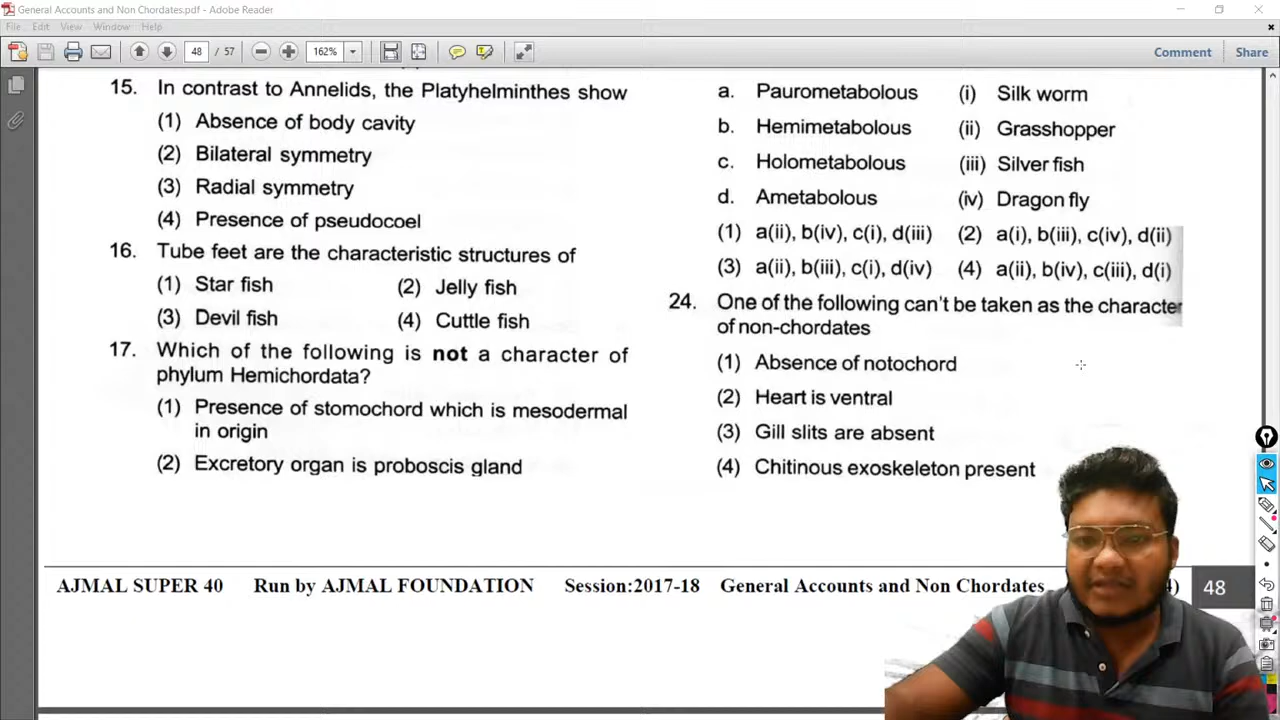 General Accounts and Non Chordates.pdf - Adobe Reader
File Edit View Window Help
48 / 57
162%
Comment Share
15. In contrast to Annelids, the Platyhelminthes show
(1) Absence of body cavity
(2) Bilateral symmetry
(3) Radial symmetry
(4) Presence of pseudocoel
16. Tube feet are the characteristic structures of
(1) Star fish (2) Jelly fish
(3) Devil fish (4) Cuttle fish
17. Which of the following is not a character of
phylum Hemichordata?
(1) Presence of stomochord which is mesodermal
in origin
(2) Excretory organ is proboscis gland
a. Paurometabolous (i) Silk worm
b. Hemimetabolous (ii) Grasshopper
c. Holometabolous (iii) Silver fish
d. Ametabolous (iv) Dragon fly
(1) a(ii), b(iv), c(i), d(iii) (2) a(i), b(iii), c(iv), d(ii)
(3) a(ii), b(iii), c(i), d(iv) (4) a(ii), b(iv), c(iii), d(i)
24. One of the following can't be taken as the character
of non-chordates
(1) Absence of notochord
(2) Heart is ventral
(3) Gill slits are absent
(4) Chitinous exoskeleton present
AJMAL SUPER 40 Run by AJMAL FOUNDATION Session:2017-18 General Accounts and Non Chordates 48